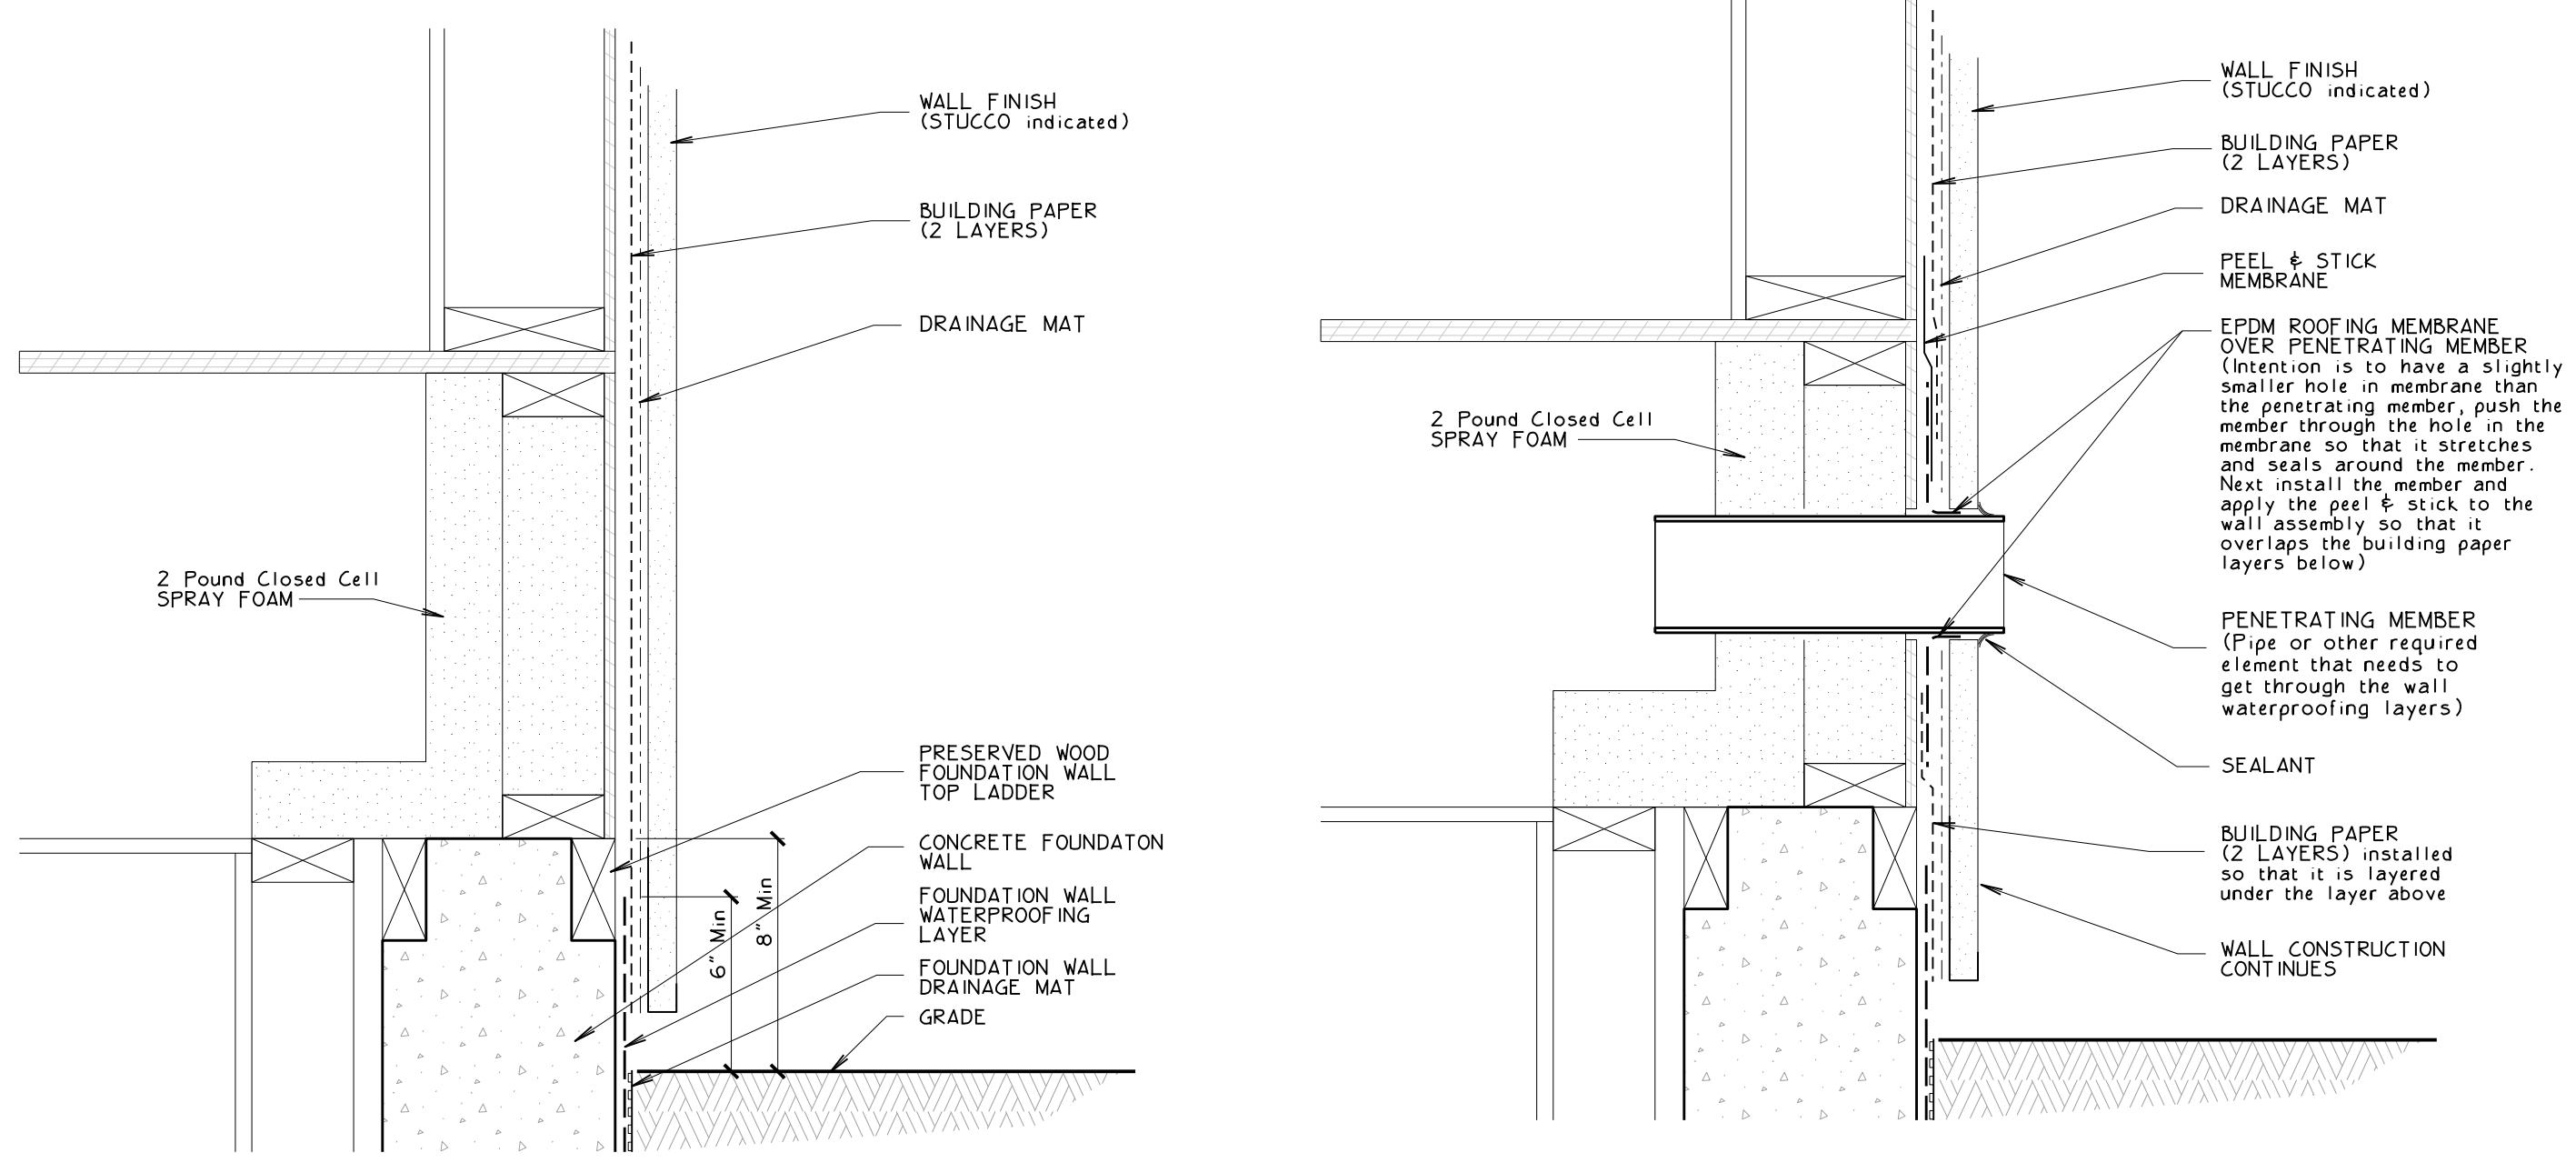 WALL FINISH
(STUCCO indicated)
BUILDING PAPER
(2 LAYERS)
DRAINAGE MAT
2 Pound Closed Cell
SPRAY FOAM
PRESERVED WOOD
FOUNDATION WALL
TOP LADDER
CONCRETE FOUNDATON
WALL
FOUNDATION WALL
WATERPROOFING
LAYER
FOUNDATION WALL
DRAINAGE MAT
GRADE
6" Min
8" Min
WALL FINISH
(STUCCO indicated)
BUILDING PAPER
(2 LAYERS)
DRAINAGE MAT
PEEL & STICK
MEMBRANE
EPDM ROOFING MEMBRANE
OVER PENETRATING MEMBER
(Intention is to have a slightly
smaller hole in membrane than
the penetrating member, push the
member through the hole in the
membrane so that it stretches
and seals around the member.
Next install the member and
apply the peel & stick to the
wall assembly so that it
overlaps the building paper
layers below)
2 Pound Closed Cell
SPRAY FOAM
PENETRATING MEMBER
(Pipe or other required
element that needs to
get through the wall
waterproofing layers)
SEALANT
BUILDING PAPER
(2 LAYERS) installed
so that it is layered
under the layer above
WALL CONSTRUCTION
CONTINUES